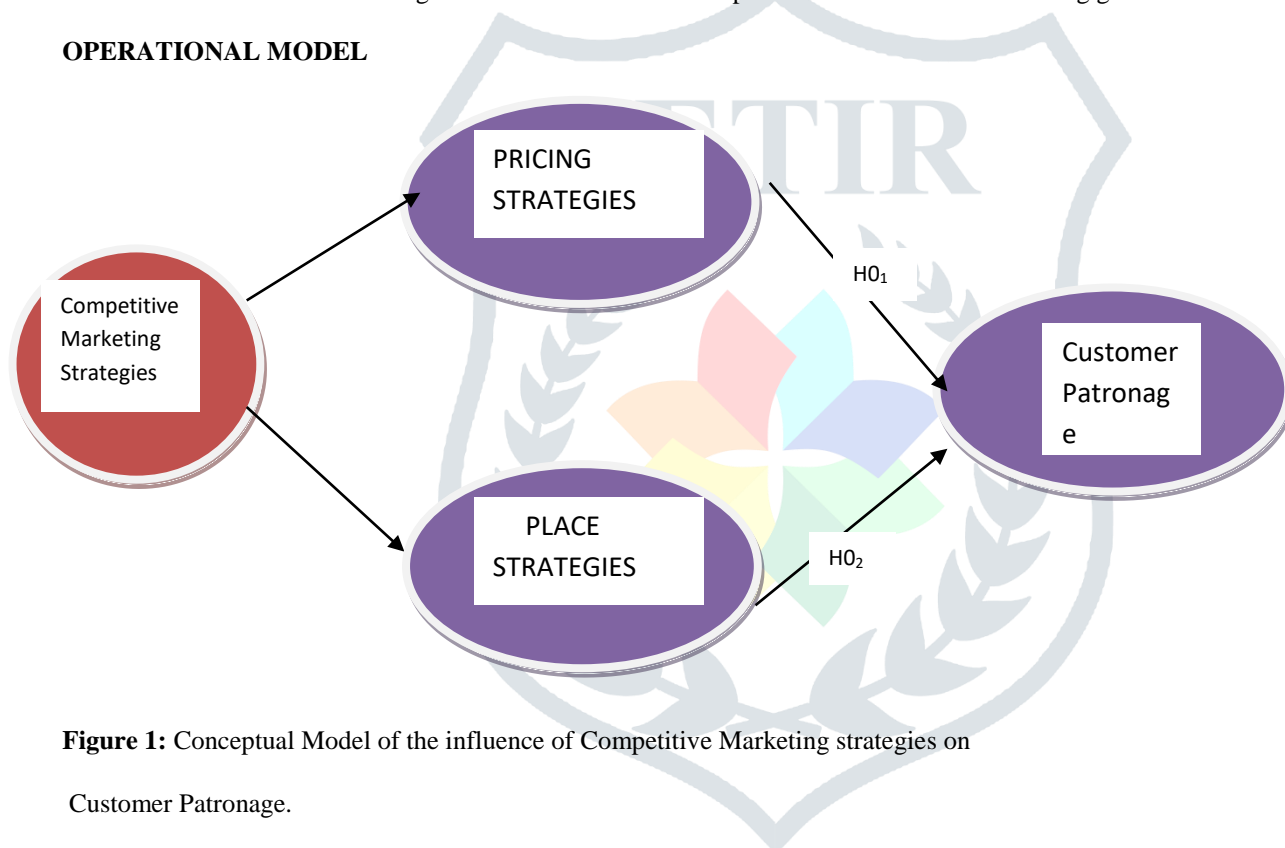 OPERATIONAL MODEL
JETIR
PRICING
STRATEGIES
H0₁
Competitive
Marketing
Strategies
Customer
Patronag
e
PLACE
STRATEGIES
H0₂
Figure 1: Conceptual Model of the influence of Competitive Marketing strategies on
Customer Patronage.